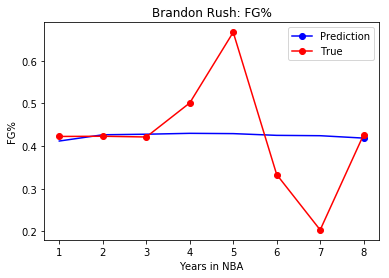 Brandon Rush: FG%
Prediction
True
FG%
0.6
0.5
0.4
0.3
0.2
1 2 3 4 5 6 7 8
Years in NBA